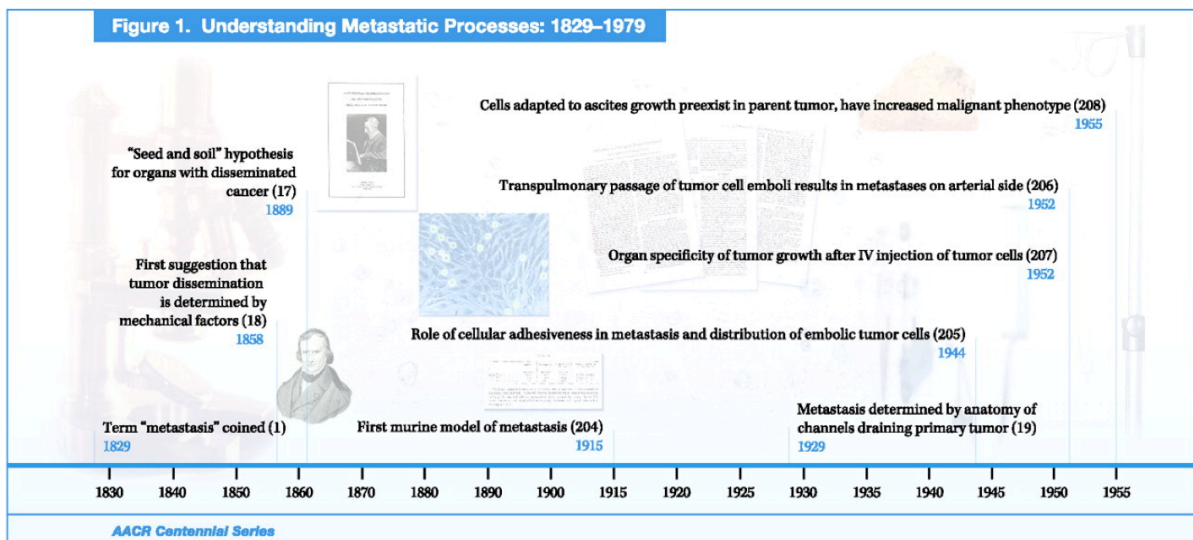 Figure 1. Understanding Metastatic Processes: 1829–1979
Cells adapted to ascites growth preexist in parent tumor, have increased malignant phenotype (208)
1955
"Seed and soil" hypothesis
for organs with disseminated
cancer (17)
1889
Transpulmonary passage of tumor cell emboli results in metastases on arterial side (206)
1952
Organ specificity of tumor growth after IV injection of tumor cells (207)
1952
First suggestion that
tumor dissemination
is determined by
mechanical factors (18)
1858
Role of cellular adhesiveness in metastasis and distribution of embolic tumor cells (205)
1944
Term "metastasis" coined (1)
1829
First murine model of metastasis (204)
1915
Metastasis determined by anatomy of
channels draining primary tumor (19)
1929
1830 1840 1850 1860 1870 1880 1890 1900 1915 1920 1925 1930 1935 1940 1945 1950 1955
AACR Centennial Series